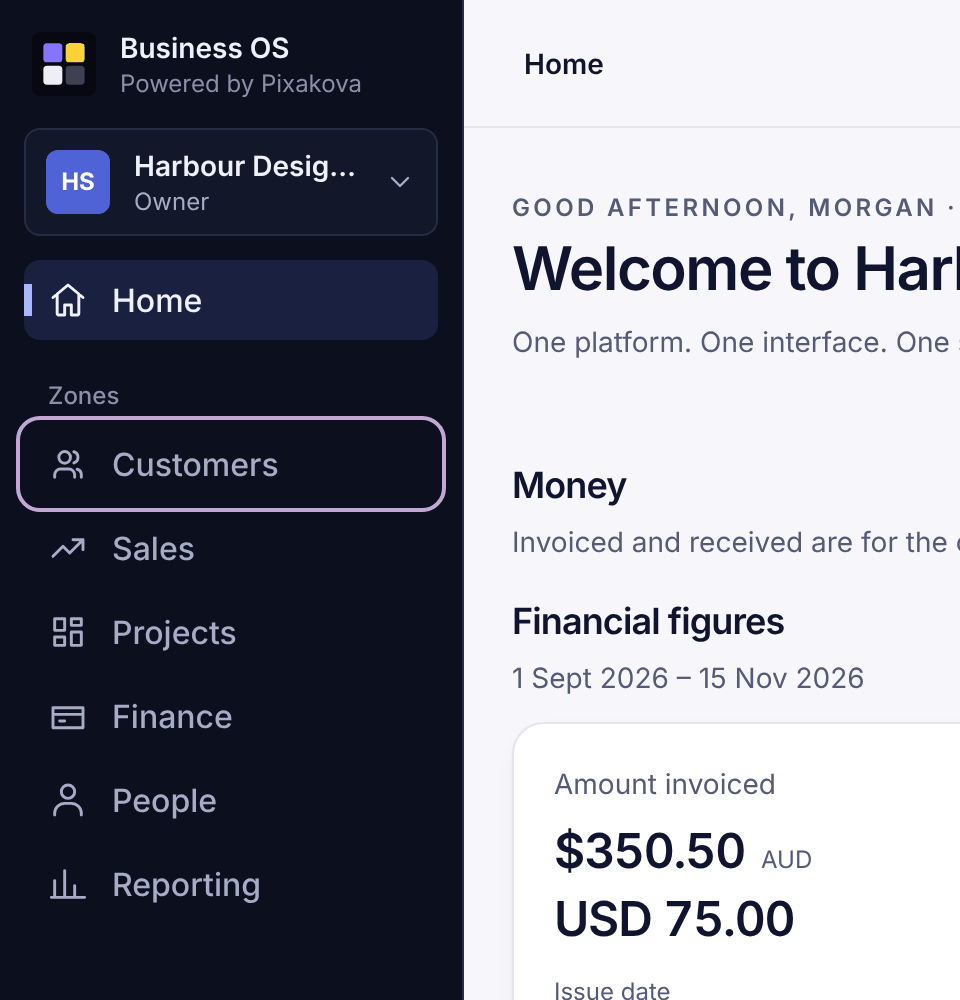 Business OS
Powered by Pixakova
HS
Harbour Desig...
Owner
Home
Zones
Customers
Sales
Projects
Finance
People
Reporting
Home
GOOD AFTERNOON, MORGAN ·
Welcome to Har
One platform. One interface. One
Money
Invoiced and received are for the
Financial figures
1 Sept 2026 – 15 Nov 2026
Amount invoiced
$350.50 AUD
USD 75.00
Issue date